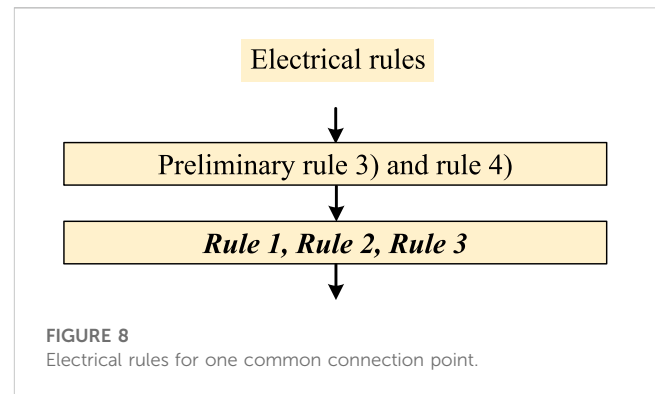 Electrical rules
Preliminary rule 3) and rule 4)
Rule 1, Rule 2, Rule 3
FIGURE 8
Electrical rules for one common connection point.